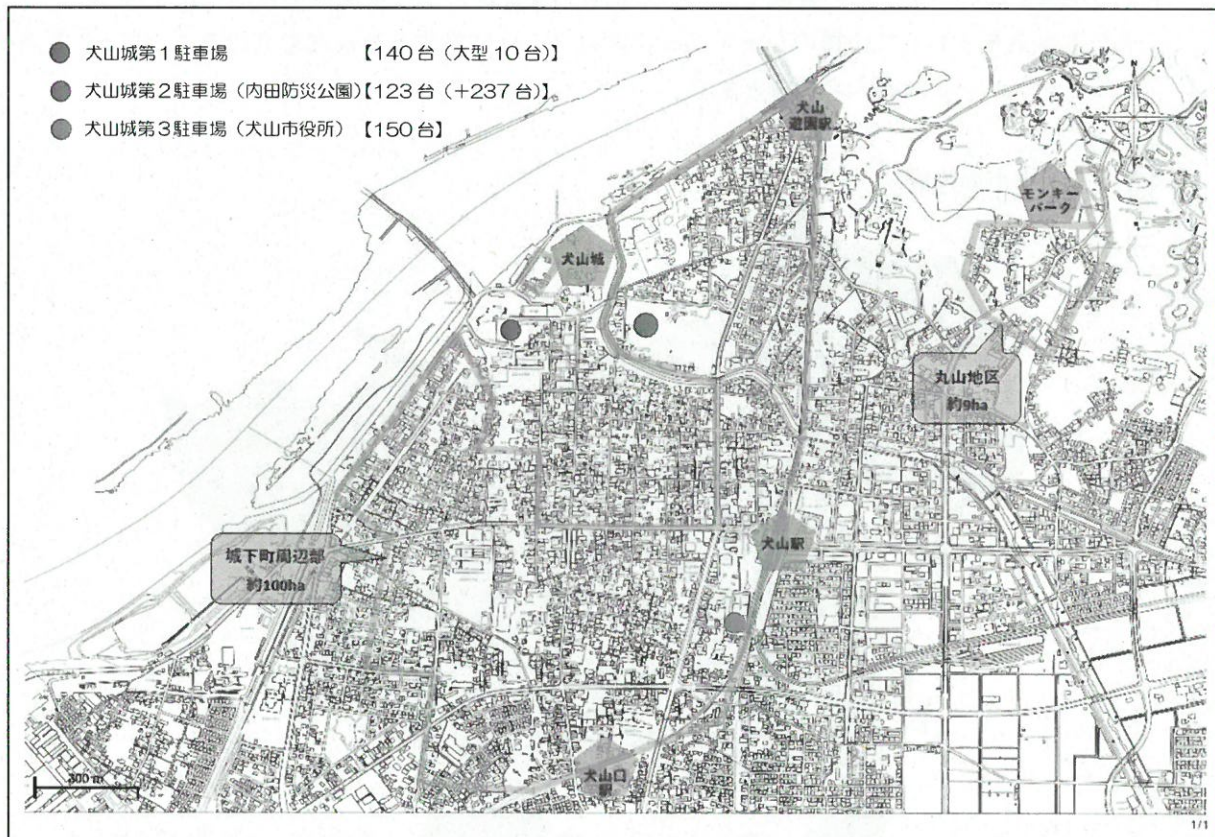 犬山城第1駐車場 【140台（大型10台）】
犬山城第2駐車場（内田防災公園）【123台（+237台）】
犬山城第3駐車場（犬山市役所）【150台】
N
犬山
遊園駅
モンキー
パーク
犬山城
丸山地区
約9ha
犬山駅
城下町周辺部
約100ha
犬山口
駅
300 m
1/1